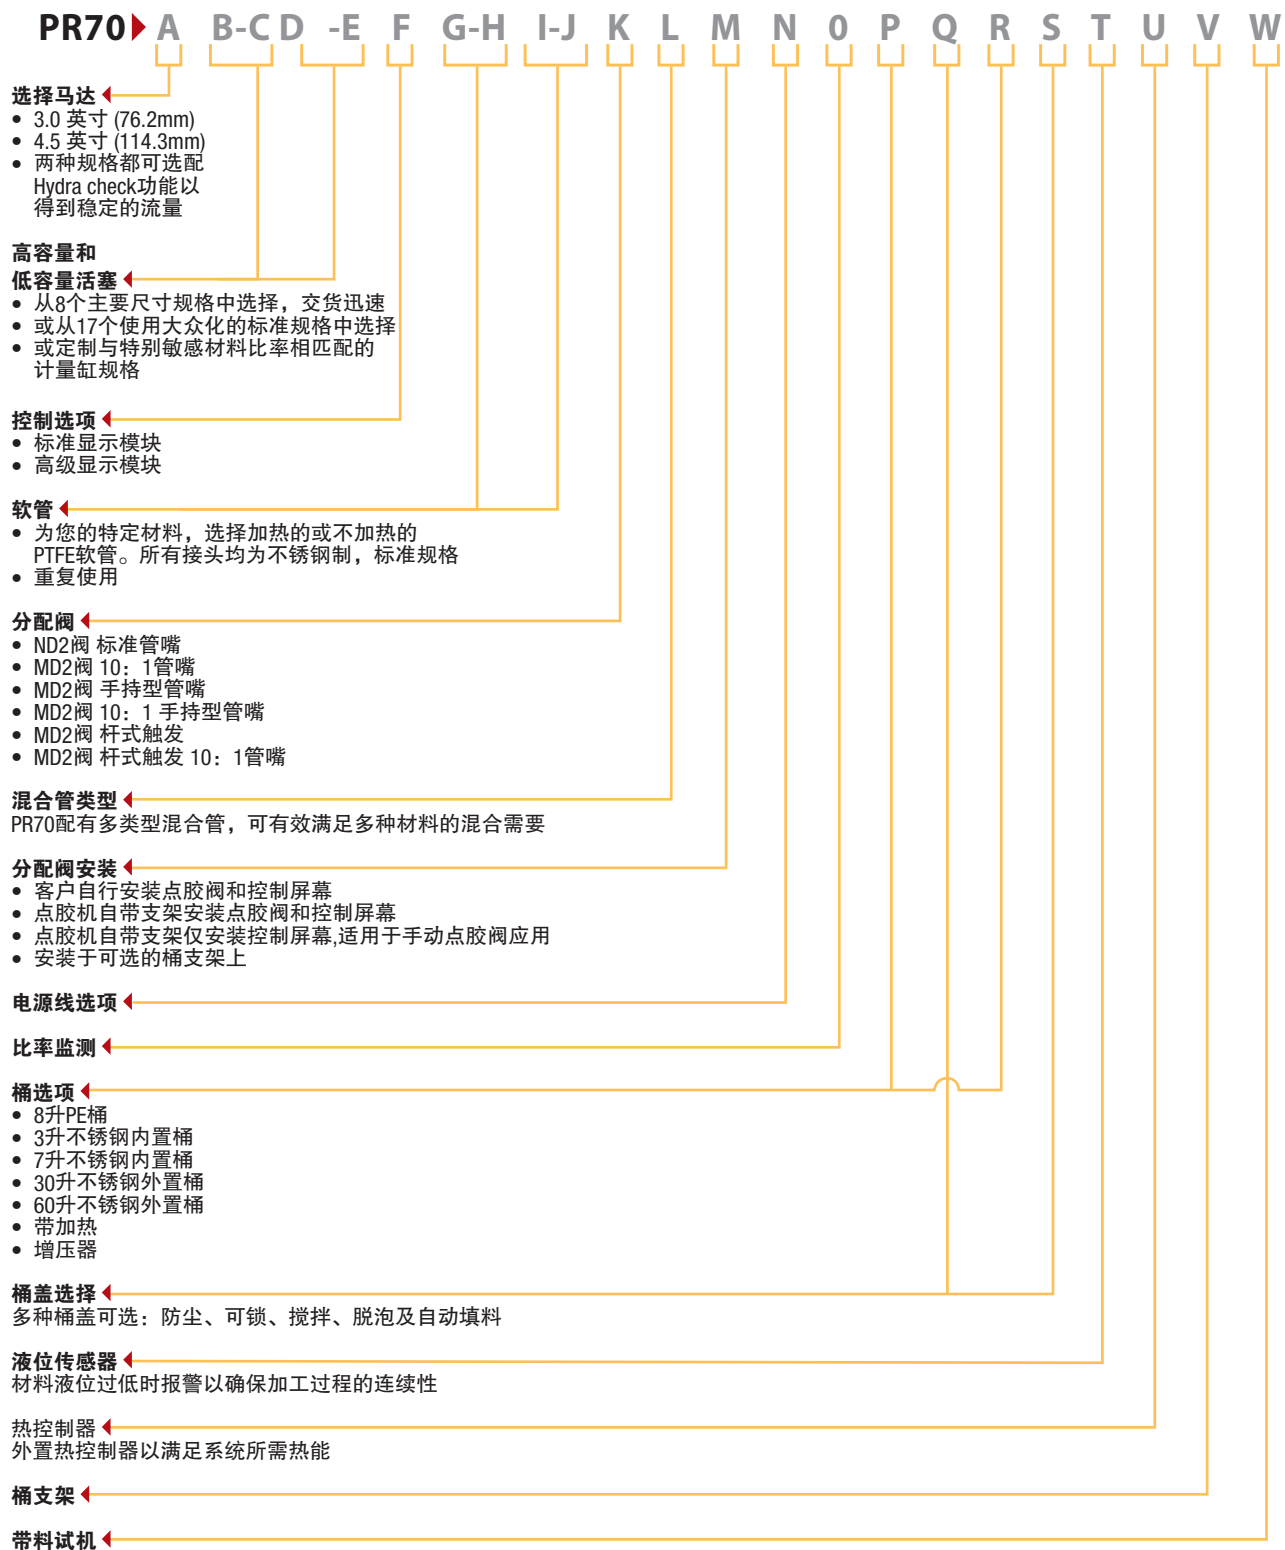 PR70 A B-C D -E F G-H I-J K L M N 0 P Q R S T U V W
选择马达
• 3.0 英寸 (76.2mm)
• 4.5 英寸 (114.3mm)
• 两种规格都可选配
Hydra check功能以
得到稳定的流量
高容量和
低容量活塞
• 从8个主要尺寸规格中选择，交货迅速
• 或从17个使用大众化的标准规格中选择
• 或定制与特别敏感材料比率相匹配的
计量缸规格
控制选项
• 标准显示模块
• 高级显示模块
软管
• 为您的特定材料，选择加热的或不加热的
PTFE软管。所有接头均为不锈钢制，标准规格
• 重复使用
分配阀
• ND2阀 标准管嘴
• MD2阀 10：1管嘴
• MD2阀 手持型管嘴
• MD2阀 10：1 手持型管嘴
• MD2阀 杆式触发
• MD2阀 杆式触发 10：1管嘴
混合管类型
PR70配有多类型混合管，可有效满足多种材料的混合需要
分配阀安装
• 客户自行安装点胶阀和控制屏幕
• 点胶机自带支架安装点胶阀和控制屏幕
• 点胶机自带支架仅安装控制屏幕,适用于手动点胶阀应用
• 安装于可选的桶支架上
电源线选项
比率监测
桶选项
• 8升PE桶
• 3升不锈钢内置桶
• 7升不锈钢内置桶
• 30升不锈钢外置桶
• 60升不锈钢外置桶
• 带加热
• 增压器
桶盖选择
多种桶盖可选：防尘、可锁、搅拌、脱泡及自动填料
液位传感器
材料液位过低时报警以确保加工过程的连续性
热控制器
外置热控制器以满足系统所需热能
桶支架
带料试机